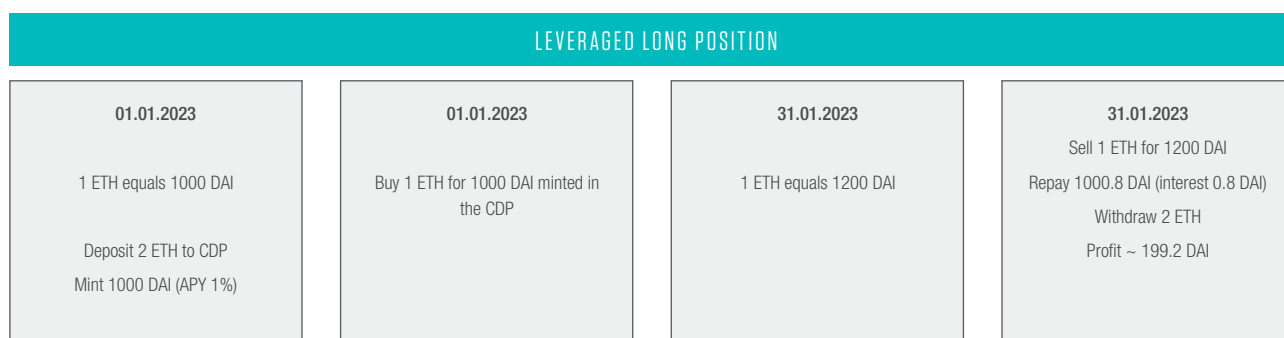 LEVERAGED LONG POSITION
01.01.2023
1 ETH equals 1000 DAI
Deposit 2 ETH to CDP
Mint 1000 DAI (APY 1%)
01.01.2023
Buy 1 ETH for 1000 DAI minted in
the CDP
31.01.2023
1 ETH equals 1200 DAI
31.01.2023
Sell 1 ETH for 1200 DAI
Repay 1000.8 DAI (interest 0.8 DAI)
Withdraw 2 ETH
Profit ~ 199.2 DAI